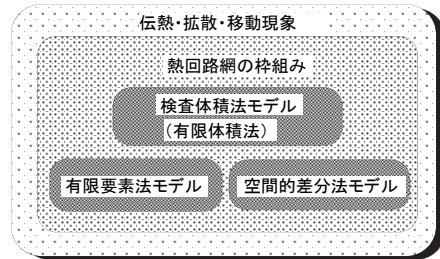 伝熱・拡散・移動現象
熱回路網の枠組み
検査体積法モデル
(有限体積法)
有限要素法モデル
空間的差分法モデル